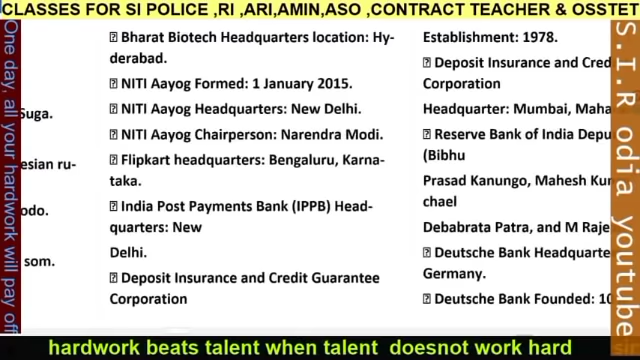 CLASSES FOR SI POLICE ,RI ,ARI,AMIN,ASO ,CONTRACT TEACHER & OSSTET
One day, all your hardwork will pay off
Suga.
esian ru-
odo.
som.
Bharat Biotech Headquarters location: Hy-
derabad.
NITI Aayog Formed: 1 January 2015.
NITI Aayog Headquarters: New Delhi.
NITI Aayog Chairperson: Narendra Modi.
Flipkart headquarters: Bengaluru, Karna-
taka.
India Post Payments Bank (IPPB) Head-
quarters: New
Delhi.
Deposit Insurance and Credit Guarantee
Corporation
Establishment: 1978.
Deposit Insurance and Cred
Corporation
Headquarter: Mumbai, Maha
Reserve Bank of India Depu
(Bibhu
Prasad Kanungo, Mahesh Kum
chael
Debabrata Patra, and M Raje
Deutsche Bank Headquarte
Germany.
Deutsche Bank Founded: 10
S.I.R odia youtube
hardwork beats talent when talent doesnot work hard